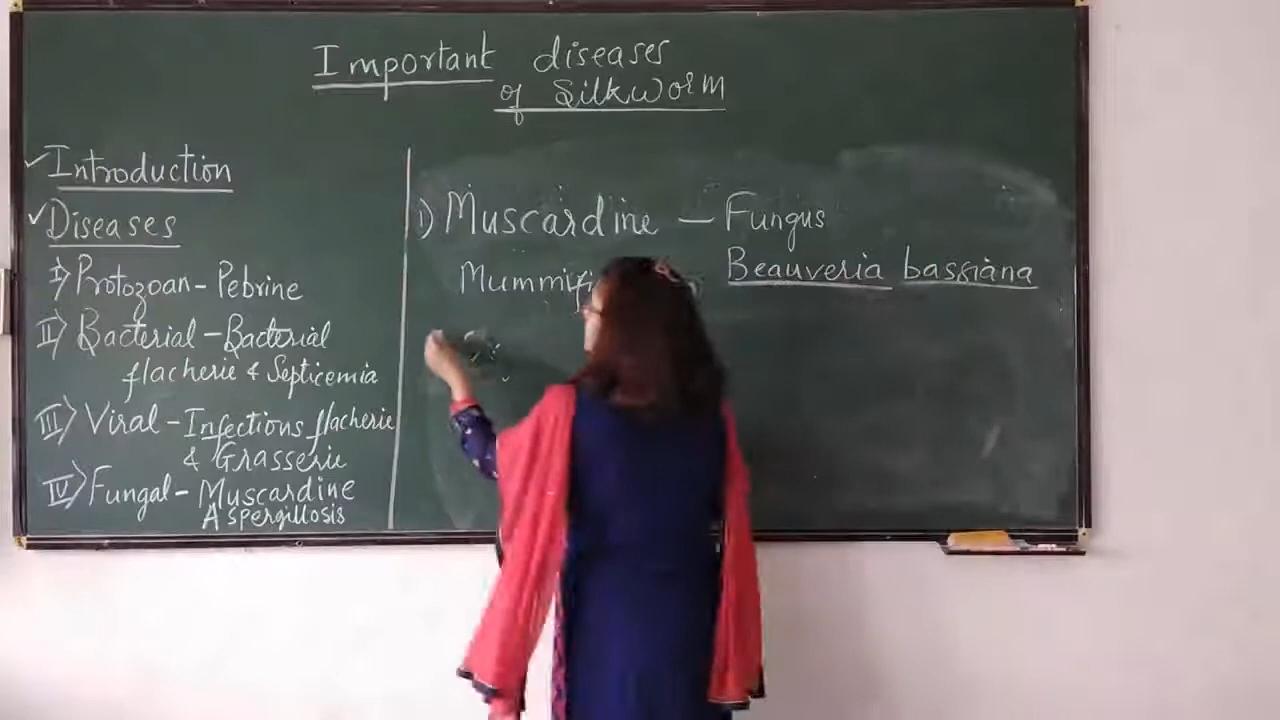 Important diseases
of Silkworm
✓Introduction
✓Diseases
I) Protozoan - Pebrine
II) Bacterial - Bacterial
flacherie & Septicemia
III) Viral - Infections flacherie
& Grasserie
IV) Fungal - Muscardine
Aspergillosis
1) Muscardine - Fungus
Beauveria bassiana